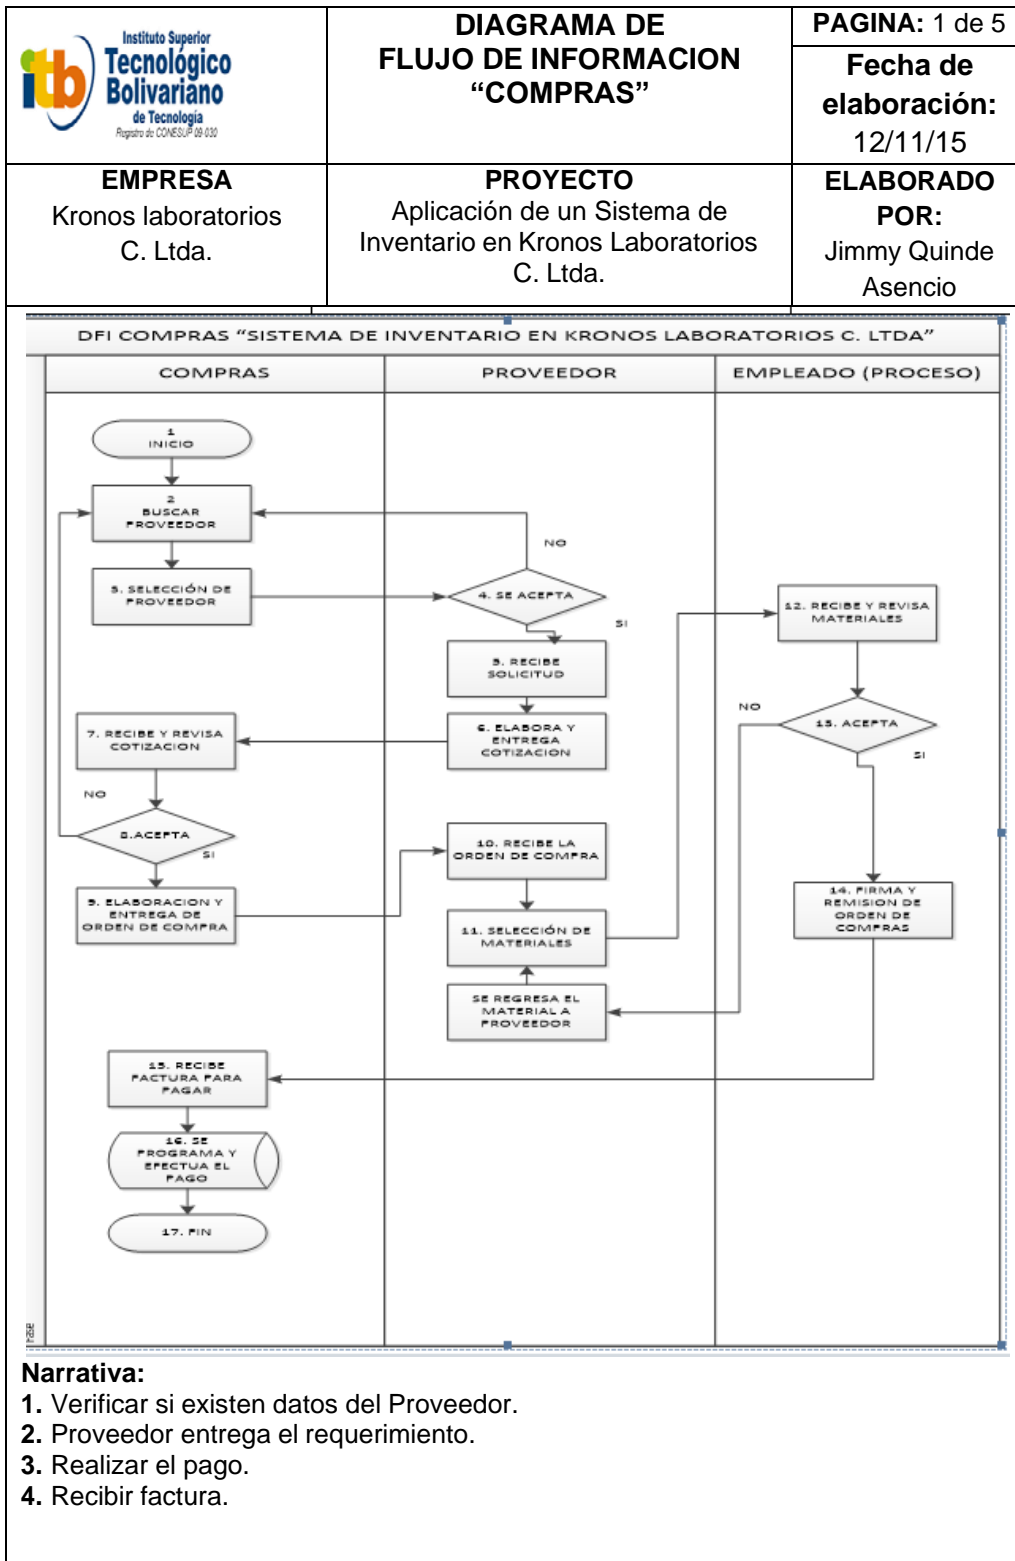 Instituto Superior
Tecnológico
Bolivariano
de Tecnología
Registro de CONESUP 09-030
itb
DIAGRAMA DE
FLUJO DE INFORMACION
“COMPRAS”
PAGINA: 1 de 5
Fecha de
elaboración:
12/11/15
EMPRESA
Kronos laboratorios
C. Ltda.
PROYECTO
Aplicación de un Sistema de
Inventario en Kronos Laboratorios
C. Ltda.
ELABORADO
POR:
Jimmy Quinde
Asencio
DFI COMPRAS “SISTEMA DE INVENTARIO EN KRONOS LABORATORIOS C. LTDA”
COMPRAS
PROVEEDOR
EMPLEADO (PROCESO)
1
INICIO
2
BUSCAR
PROVEEDOR
3. SELECCIÓN DE
PROVEEDOR
NO
4. SE ACEPTA
SI
5. RECIBE
SOLICITUD
6. ELABORA Y
ENTREGA
COTIZACION
7. RECIBE Y REVISA
COTIZACION
NO
8.ACEPTA
SI
9. ELABORACION Y
ENTREGA DE
ORDEN DE COMPRA
10. RECIBE LA
ORDEN DE COMPRA
11. SELECCIÓN DE
MATERIALES
SE REGRESA EL
MATERIAL A
PROVEEDOR
12. RECIBE Y REVISA
MATERIALES
NO
13. ACEPTA
SI
14. FIRMA Y
REMISION DE
ORDEN DE
COMPRAS
15. RECIBE
FACTURA PARA
PAGAR
16. SE
PROGRAMA Y
EFECTUA EL
PAGO
17. FIN
Fase
Narrativa:
1. Verificar si existen datos del Proveedor.
2. Proveedor entrega el requerimiento.
3. Realizar el pago.
4. Recibir factura.